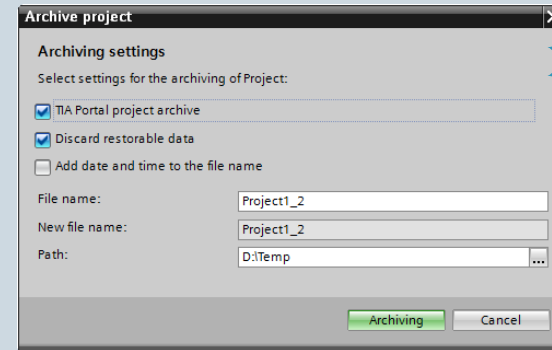 Archive project
Archiving settings
Select settings for the archiving of Project:
TIA Portal project archive
Discard restorable data
Add date and time to the file name
File name: Project1_2
New file name: Project1_2
Path: D:\Temp ...
Archiving Cancel